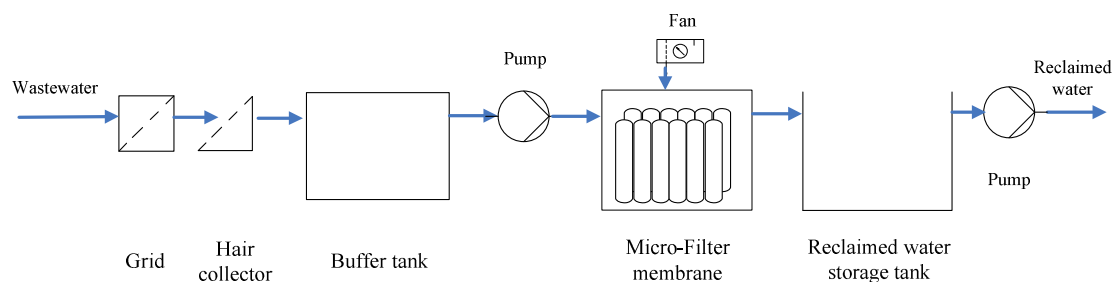 Fan
Pump
Reclaimed
water
Wastewater
Pump
Grid
Hair
collector
Buffer tank
Micro-Filter
membrane
Reclaimed water
storage tank